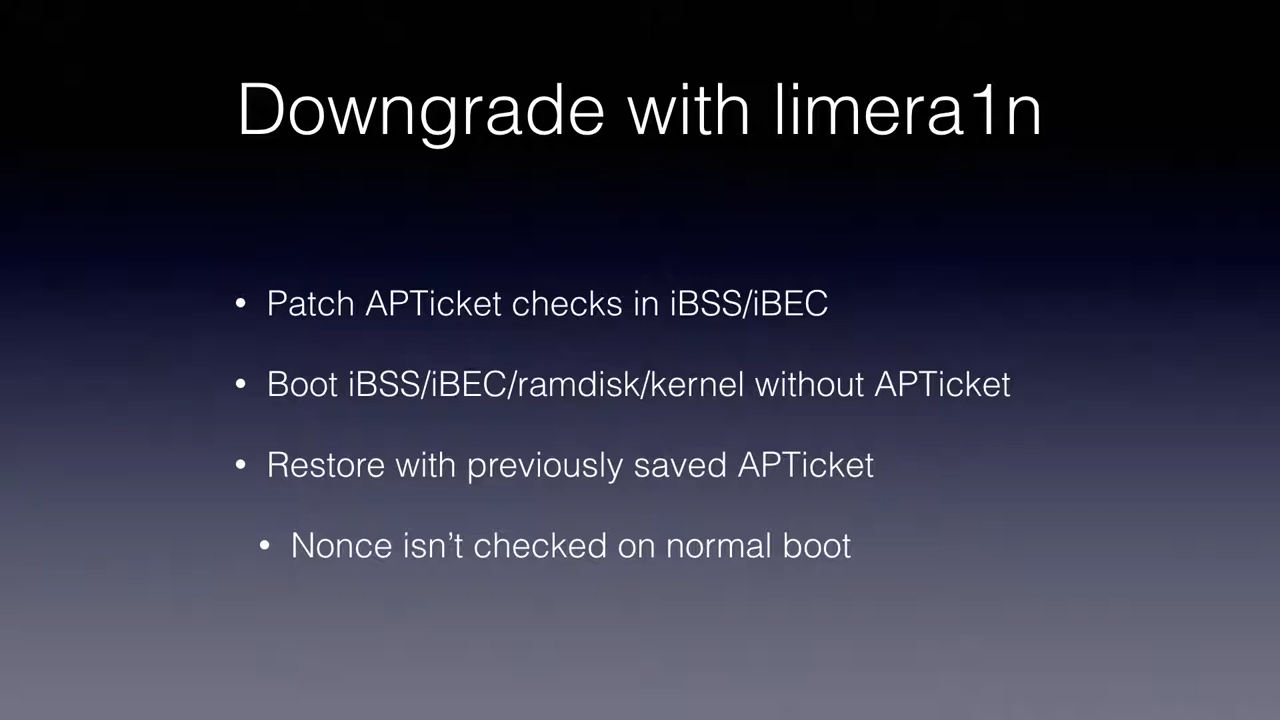 Downgrade with limera1n
• Patch APTicket checks in iBSS/iBEC
• Boot iBSS/iBEC/ramdisk/kernel without APTicket
• Restore with previously saved APTicket
• Nonce isn’t checked on normal boot